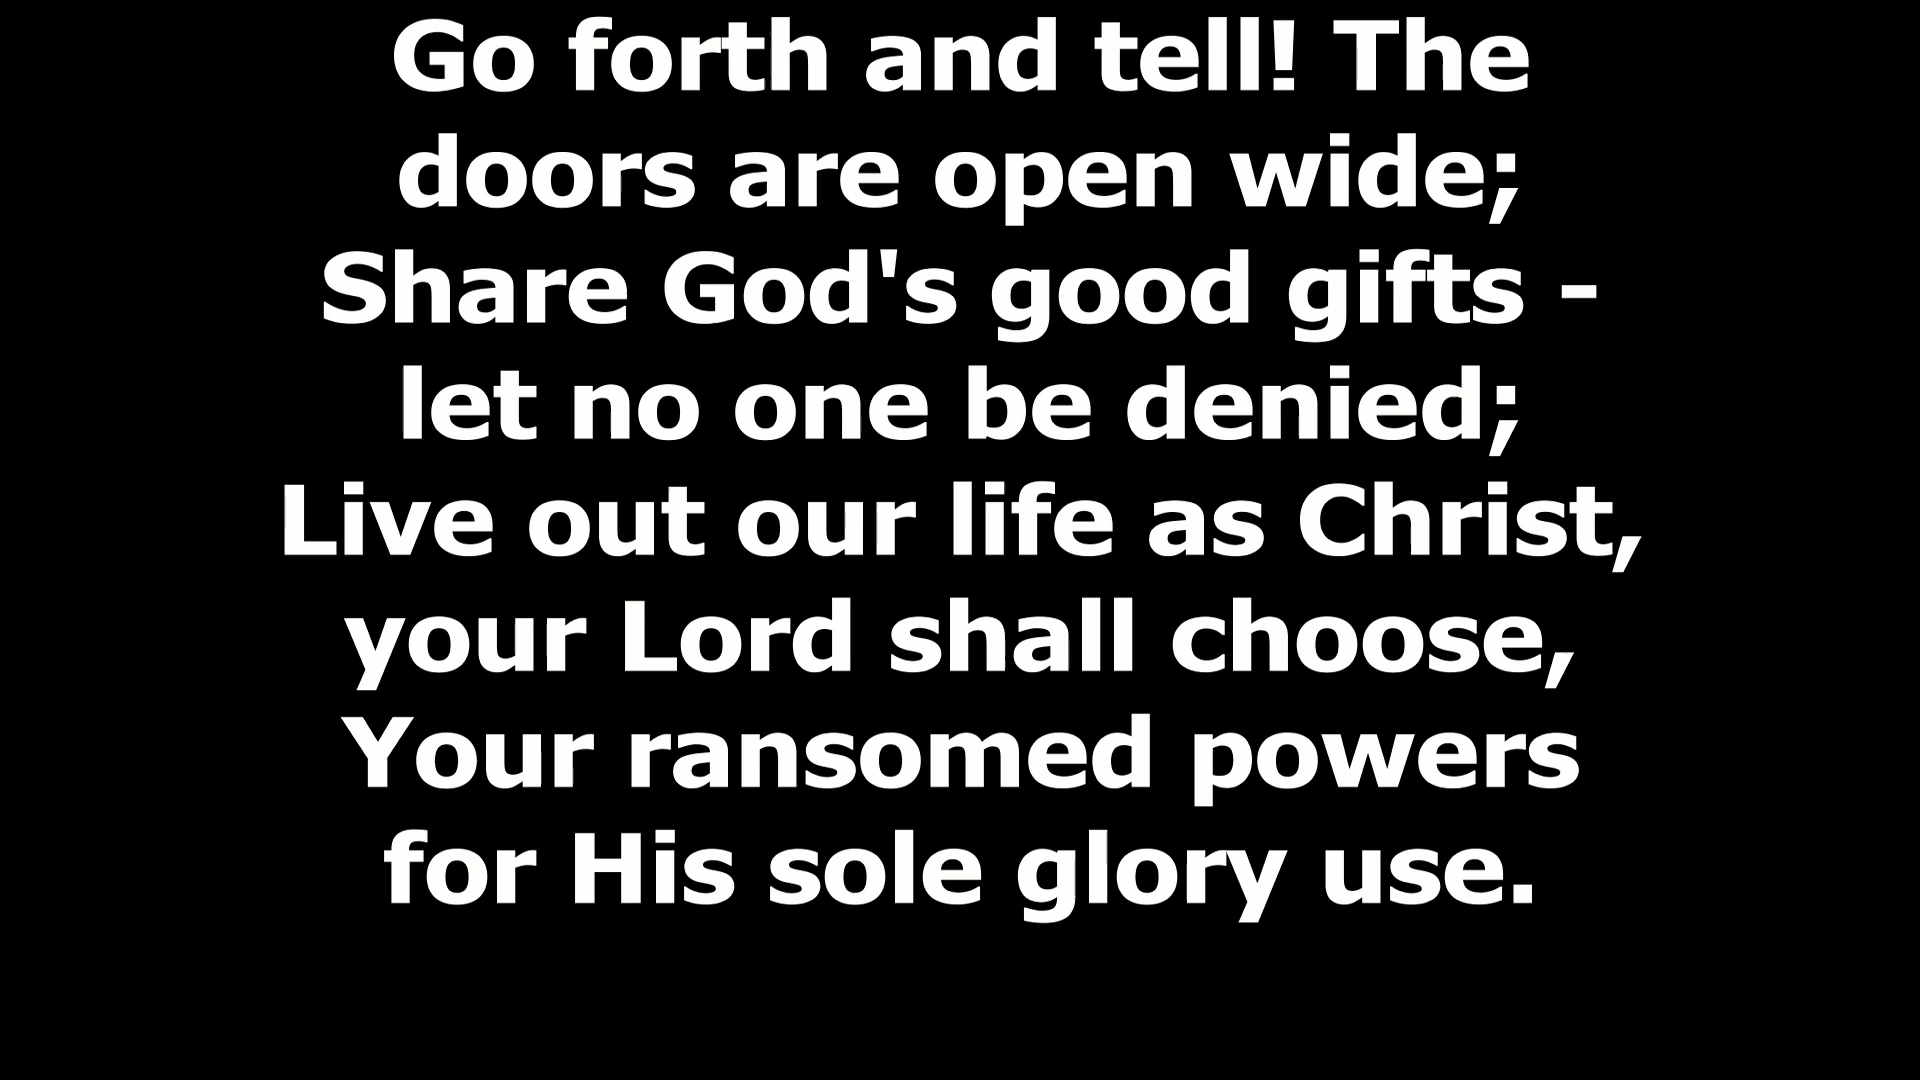 Go forth and tell! The
doors are open wide;
Share God's good gifts -
let no one be denied;
Live out our life as Christ,
your Lord shall choose,
Your ransomed powers
for His sole glory use.